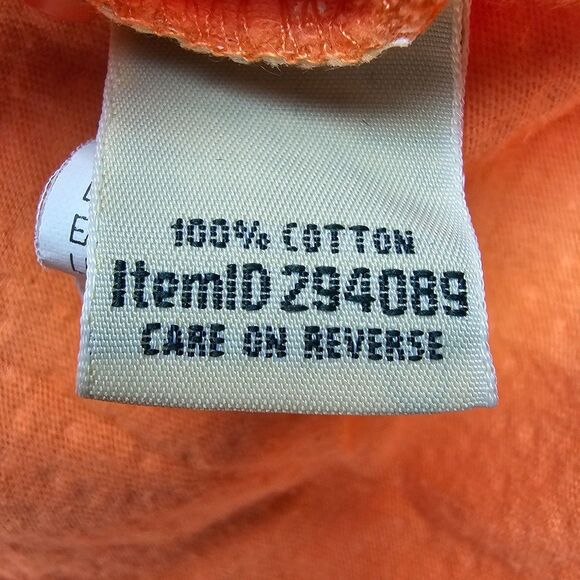 100% COTTON
ItemID 294089
CARE ON REVERSE